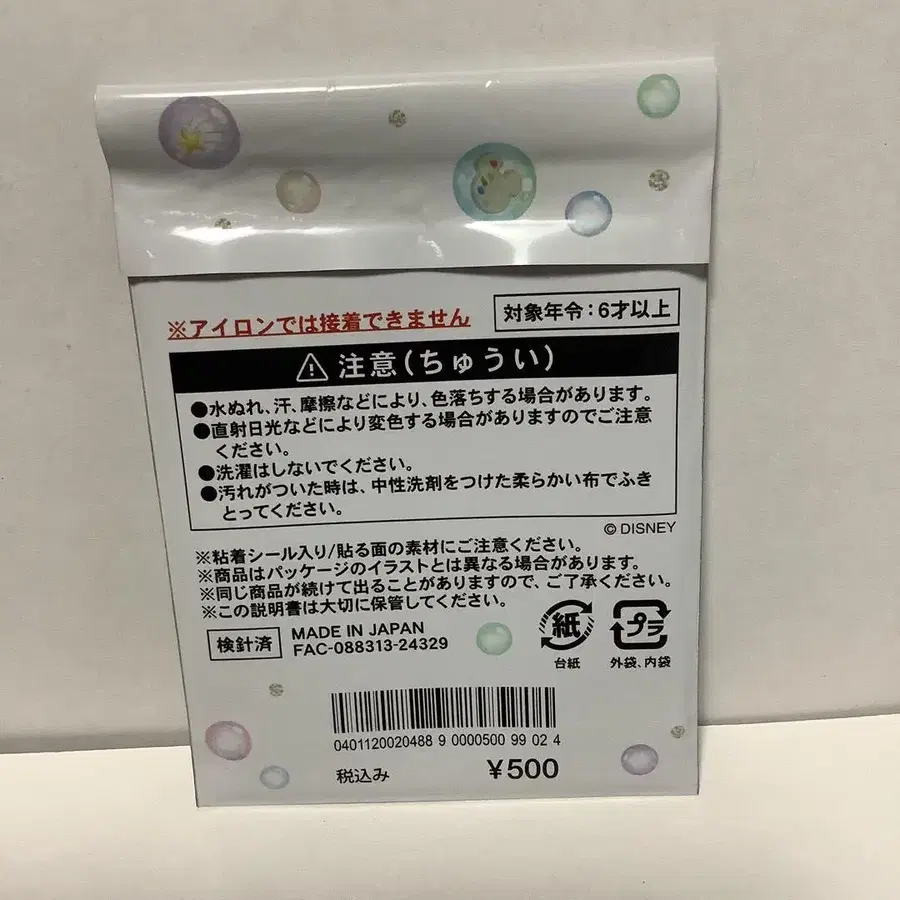 ※アイロンでは接着できません
対象年令：6才以上
⚠ 注意(ちゅうい)
●水ぬれ、汗、摩擦などにより、色落ちする場合があります。
●直射日光などにより変色する場合がありますのでご注意
ください。
●洗濯はしないでください。
●汚れがついた時は、中性洗剤をつけた柔らかい布でふき
とってください。
© DISNEY
※粘着シール入り/貼る面の素材にご注意ください。
※商品はパッケージのイラストとは異なる場合があります。
※同じ商品が続けて出ることがありますので、ご了承ください。
※この説明書は大切に保管してください。
検針済
MADE IN JAPAN
FAC-088313-24329
紙
台紙
プラ
外袋、内袋
0401120020488 9 0000500 99 02 4
税込み
¥500